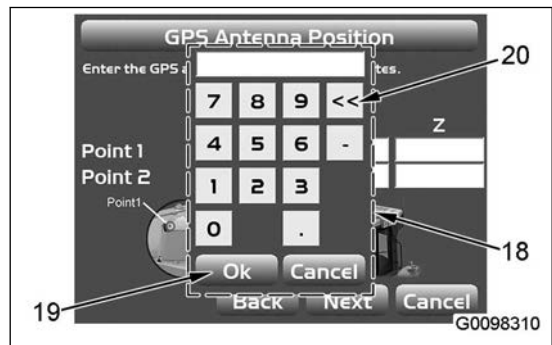 GPS Antenna Position
20
Enter the GPS a
tes.
7 8 9 <<
Z
4 5 6 -
Point 1
Point 2
1 2 3
Point1
0 .
18
Ok Cancel
19
Back Next Cancel
G0098310